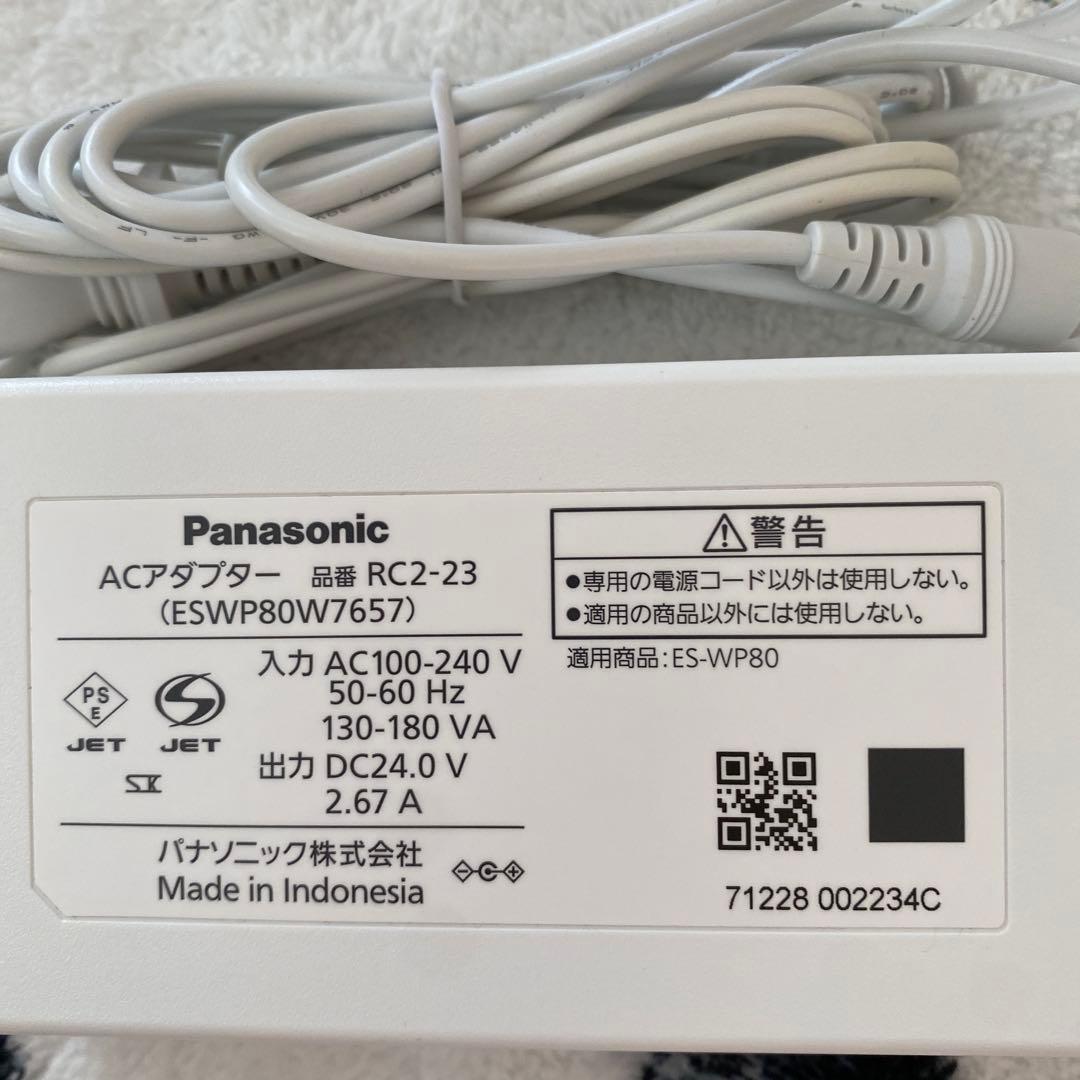 Panasonic
ACアダプター 品番 RC2-23
(ESWP80W7657)
入力 AC100-240 V
50-60 Hz
130-180 VA
出力 DC24.0 V
2.67 A
PS
E
JET
S
JET
SK
パナソニック株式会社
Made in Indonesia
⚠警告
●専用の電源コード以外は使用しない。
●適用の商品以外には使用しない。
適用商品:ES-WP80
71228 002234C